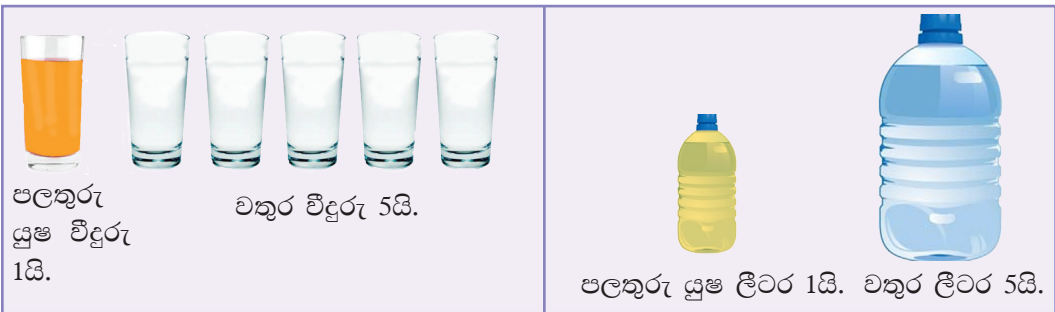 පලතුරු
යුෂ වීදුරු
1යි.
වතුර වීදුරු 5යි.
පලතුරු යුෂ ලීටර 1යි. වතුර ලීටර 5යි.